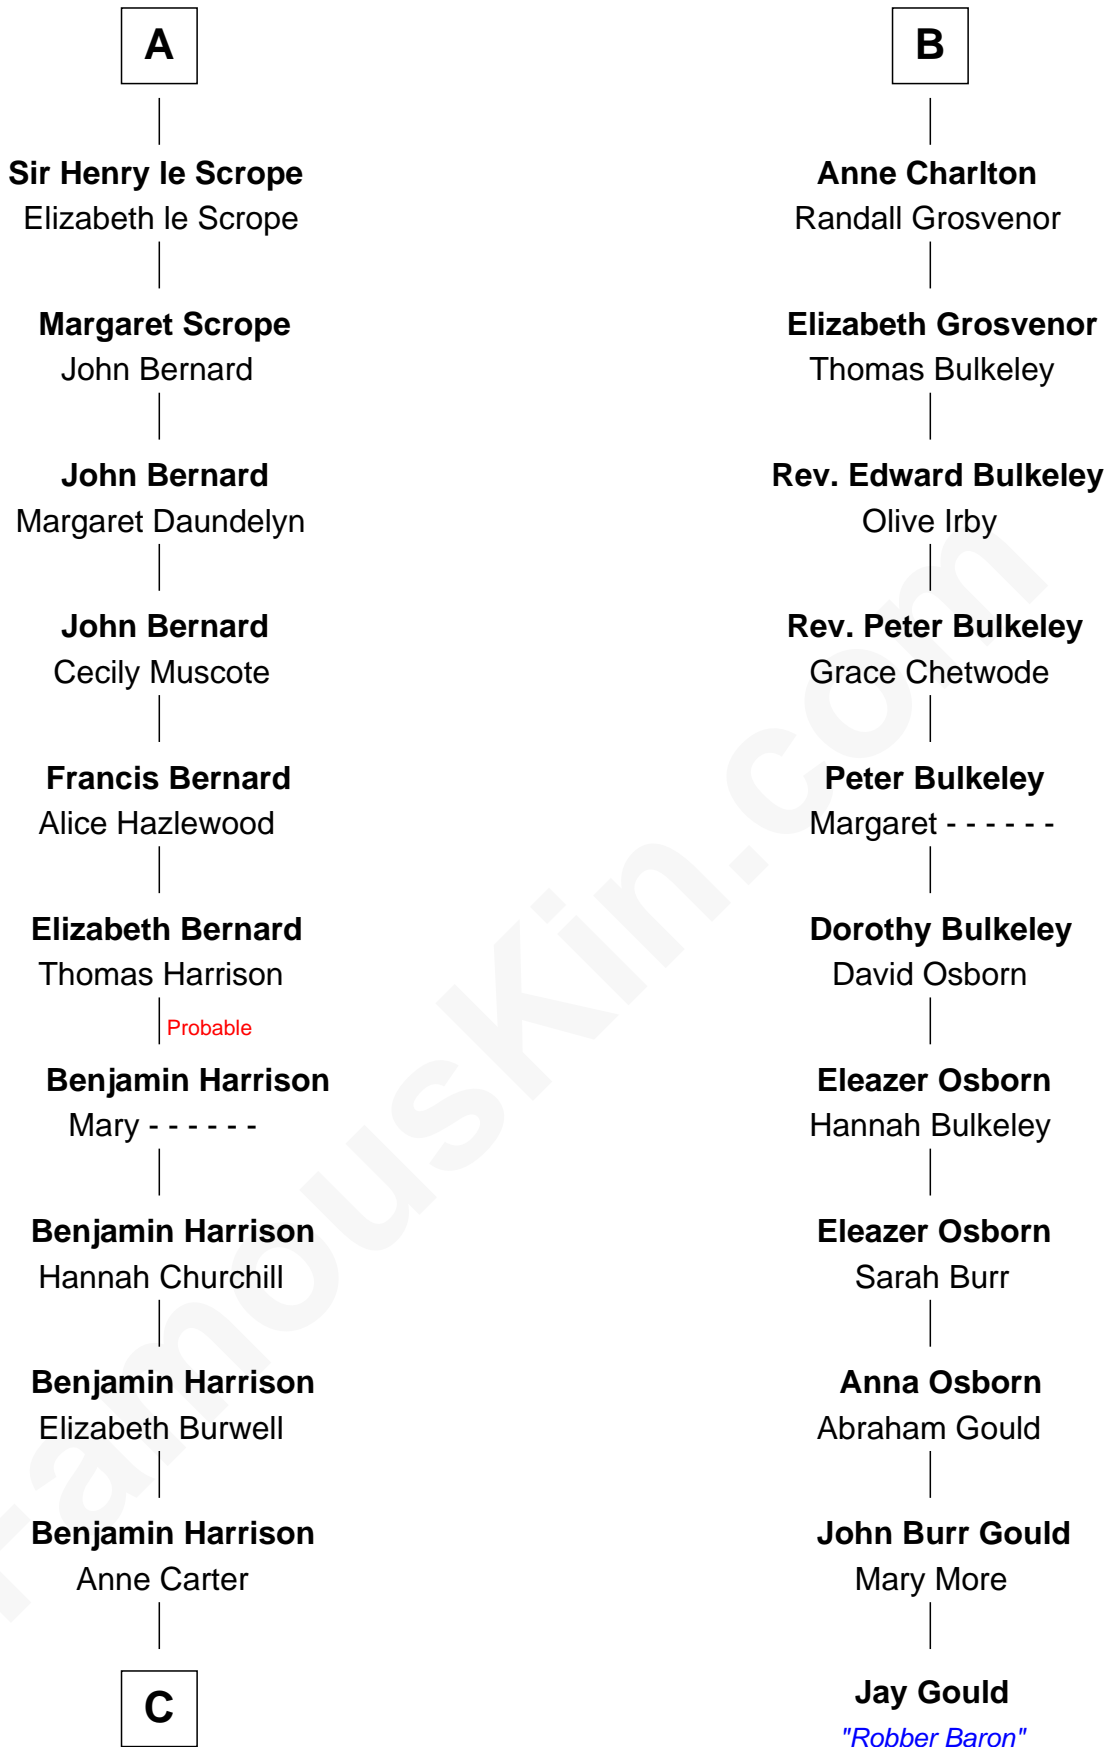 A
Sir Henry le Scrope
Elizabeth le Scrope
Margaret Scrope
John Bernard
John Bernard
Margaret Daundelyn
John Bernard
Cecily Muscote
Francis Bernard
Alice Hazlewood
Elizabeth Bernard
Thomas Harrison
Probable
Benjamin Harrison
Mary - - - - - -
Benjamin Harrison
Hannah Churchill
Benjamin Harrison
Elizabeth Burwell
Benjamin Harrison
Anne Carter
C
B
Anne Charlton
Randall Grosvenor
Elizabeth Grosvenor
Thomas Bulkeley
Rev. Edward Bulkeley
Olive Irby
Rev. Peter Bulkeley
Grace Chetwode
Peter Bulkeley
Margaret - - - - - -
Dorothy Bulkeley
David Osborn
Eleazer Osborn
Hannah Bulkeley
Eleazer Osborn
Sarah Burr
Anna Osborn
Abraham Gould
John Burr Gould
Mary More
Jay Gould
"Robber Baron"
FamousKin.com